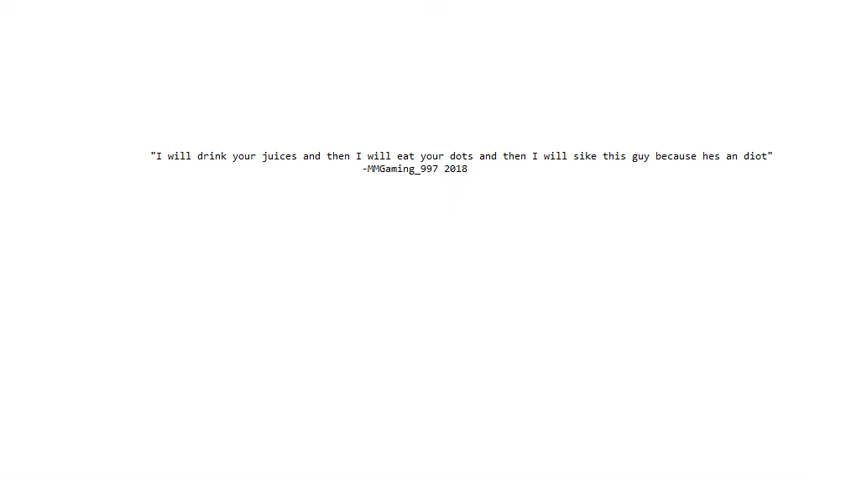 "I will drink your juices and then I will eat your dots and then I will sike this guy because hes an diot"
-MMGaming_997 2018